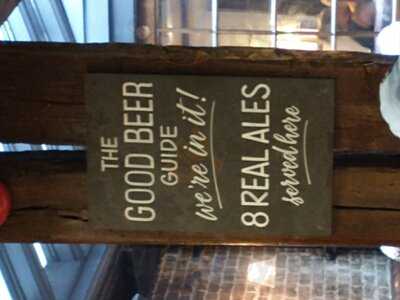 THE
GOOD BEER
GUIDE
we're in it!
8 REAL ALES
served here